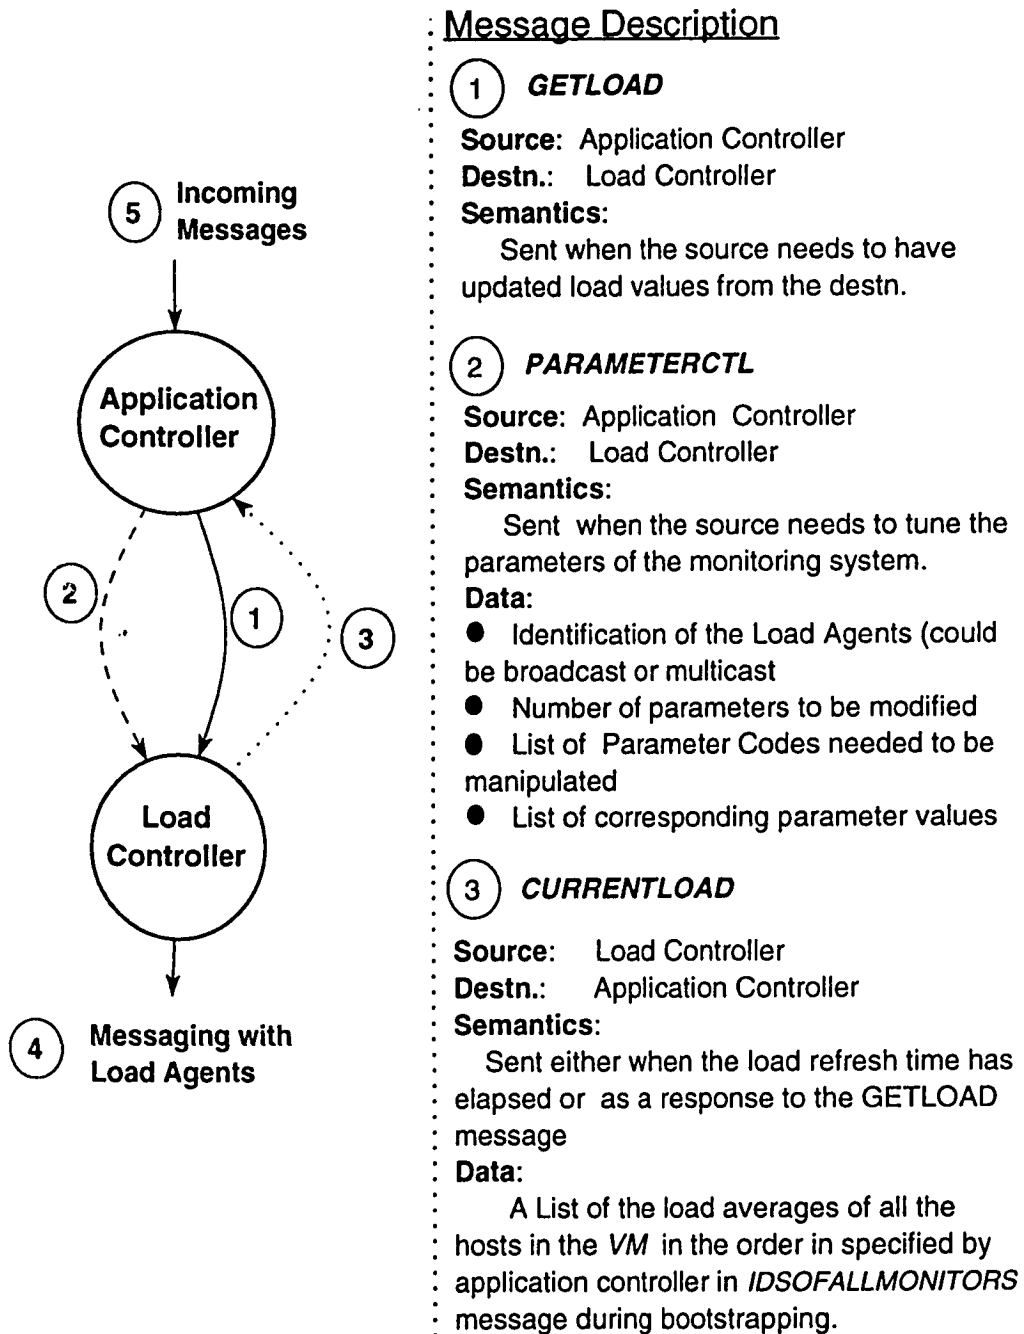 Message Description
1 GETLOAD
Source: Application Controller
Destn.: Load Controller
Semantics:
Sent when the source needs to have
updated load values from the destn.
2 PARAMETERCTL
Source: Application Controller
Destn.: Load Controller
Semantics:
Sent when the source needs to tune the
parameters of the monitoring system.
Data:
● Identification of the Load Agents (could
be broadcast or multicast
● Number of parameters to be modified
● List of Parameter Codes needed to be
manipulated
● List of corresponding parameter values
3 CURRENTLOAD
Source: Load Controller
Destn.: Application Controller
Semantics:
Sent either when the load refresh time has
elapsed or as a response to the GETLOAD
message
Data:
A List of the load averages of all the
hosts in the VM in the order in specified by
application controller in IDSOFALLMONITORS
message during bootstrapping.
5 Incoming
Messages
Application
Controller
2
1
3
Load
Controller
4 Messaging with
Load Agents